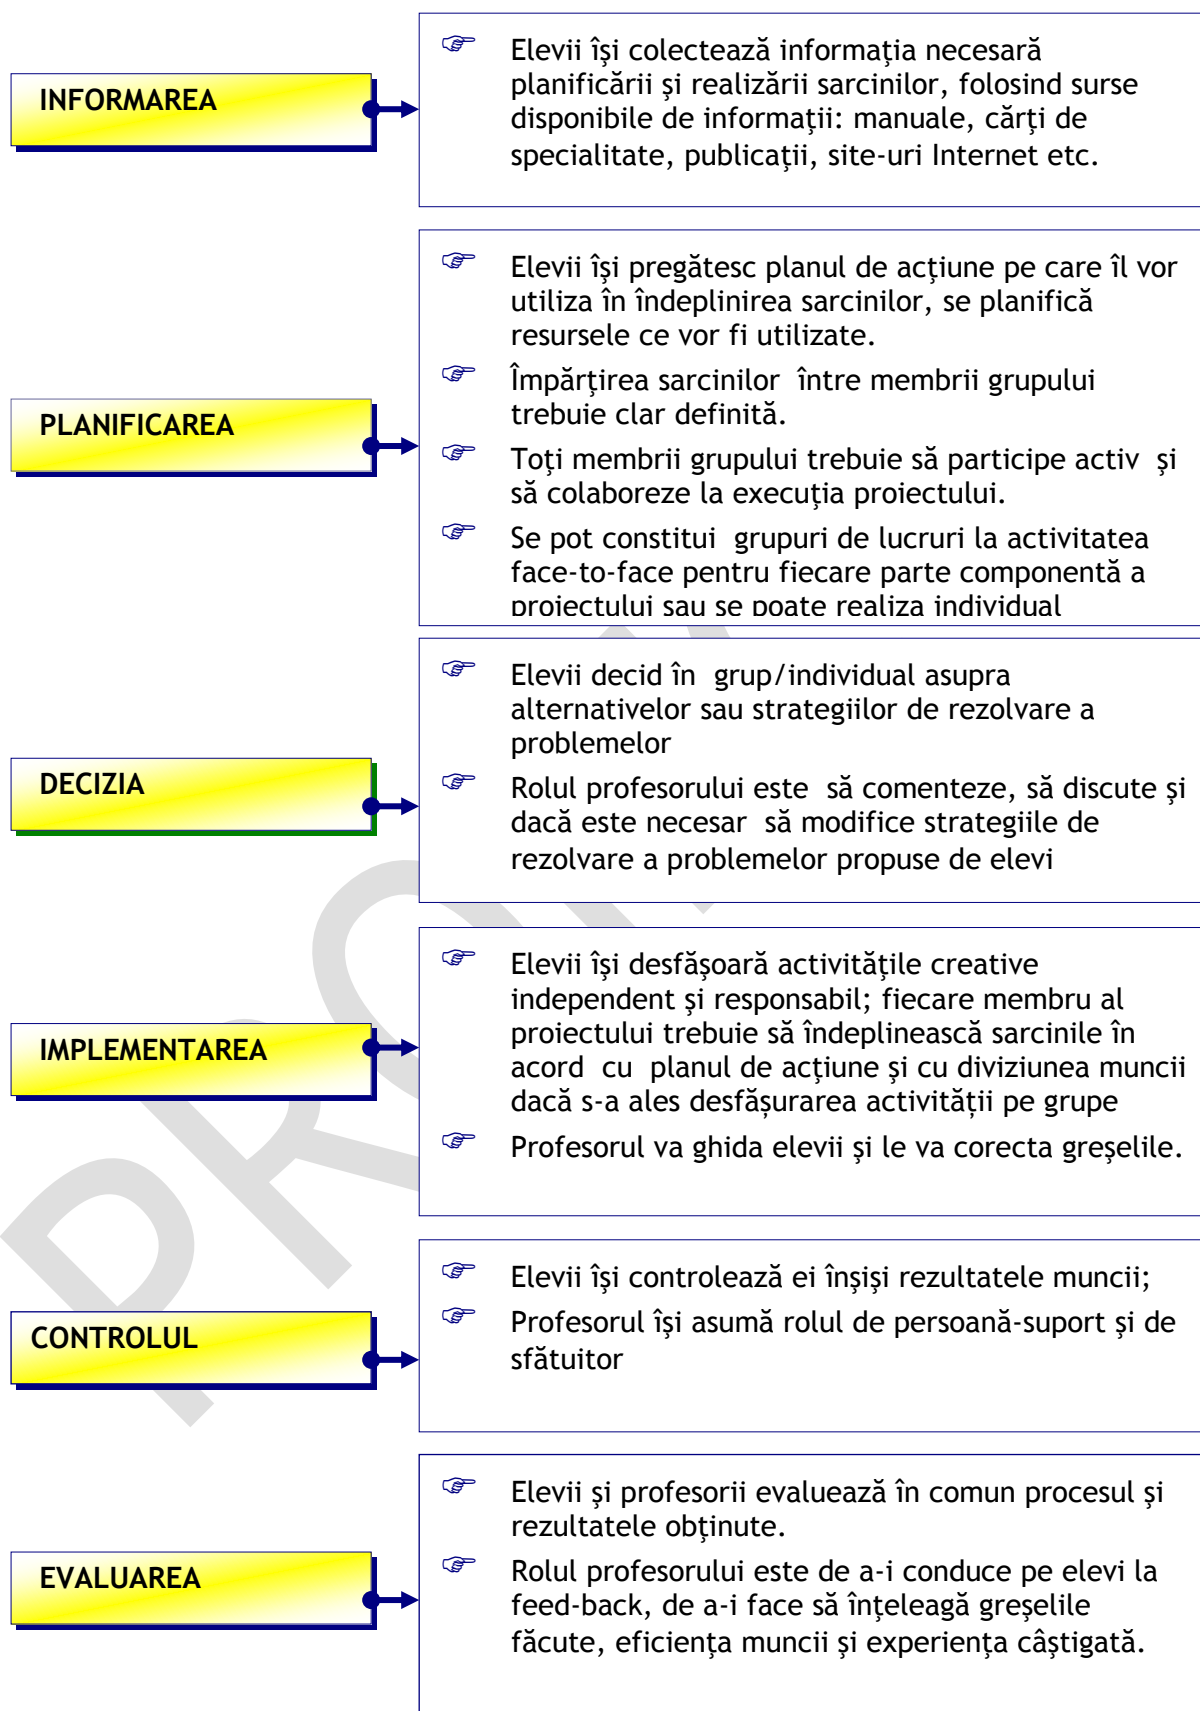 INFORMAREA
Elevii îşi colectează informaţia necesară
planificării şi realizării sarcinilor, folosind surse
disponibile de informaţii: manuale, cărţi de
specialitate, publicaţii, site-uri Internet etc.
PLANIFICAREA
Elevii îşi pregătesc planul de acţiune pe care îl vor
utiliza în îndeplinirea sarcinilor, se planifică
resursele ce vor fi utilizate.
Împărţirea sarcinilor între membrii grupului
trebuie clar definită.
Toţi membrii grupului trebuie să participe activ şi
să colaboreze la execuţia proiectului.
Se pot constitui grupuri de lucruri la activitatea
face-to-face pentru fiecare parte componentă a
proiectului sau se poate realiza individual
DECIZIA
Elevii decid în grup/individual asupra
alternativelor sau strategiilor de rezolvare a
problemelor
Rolul profesorului este să comenteze, să discute şi
dacă este necesar să modifice strategiile de
rezolvare a problemelor propuse de elevi
IMPLEMENTAREA
Elevii îşi desfăşoară activităţile creative
independent şi responsabil; fiecare membru al
proiectului trebuie să îndeplinească sarcinile în
acord cu planul de acţiune şi cu diviziunea muncii
dacă s-a ales desfășurarea activității pe grupe
Profesorul va ghida elevii şi le va corecta greşelile.
CONTROLUL
Elevii îşi controlează ei înşişi rezultatele muncii;
Profesorul îşi asumă rolul de persoană-suport şi de
sfătuitor
EVALUAREA
Elevii şi profesorii evaluează în comun procesul şi
rezultatele obţinute.
Rolul profesorului este de a-i conduce pe elevi la
feed-back, de a-i face să înţeleagă greşelile
făcute, eficienţa muncii şi experienţa câştigată.